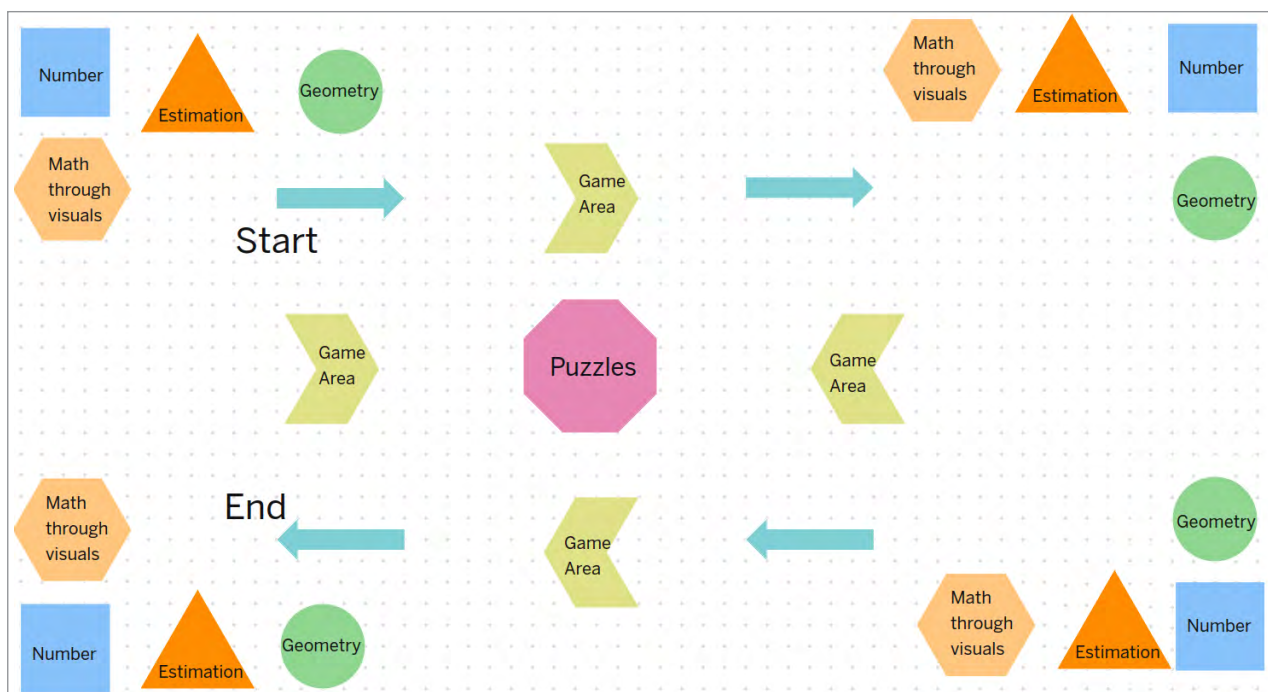 Number
Estimation
Geometry
Math
through
visuals
Estimation
Number
Math
through
visuals
Start
Game
Area
Geometry
Game
Area
Puzzles
Game
Area
Math
through
visuals
End
Game
Area
Geometry
Number
Estimation
Geometry
Math
through
visuals
Estimation
Number